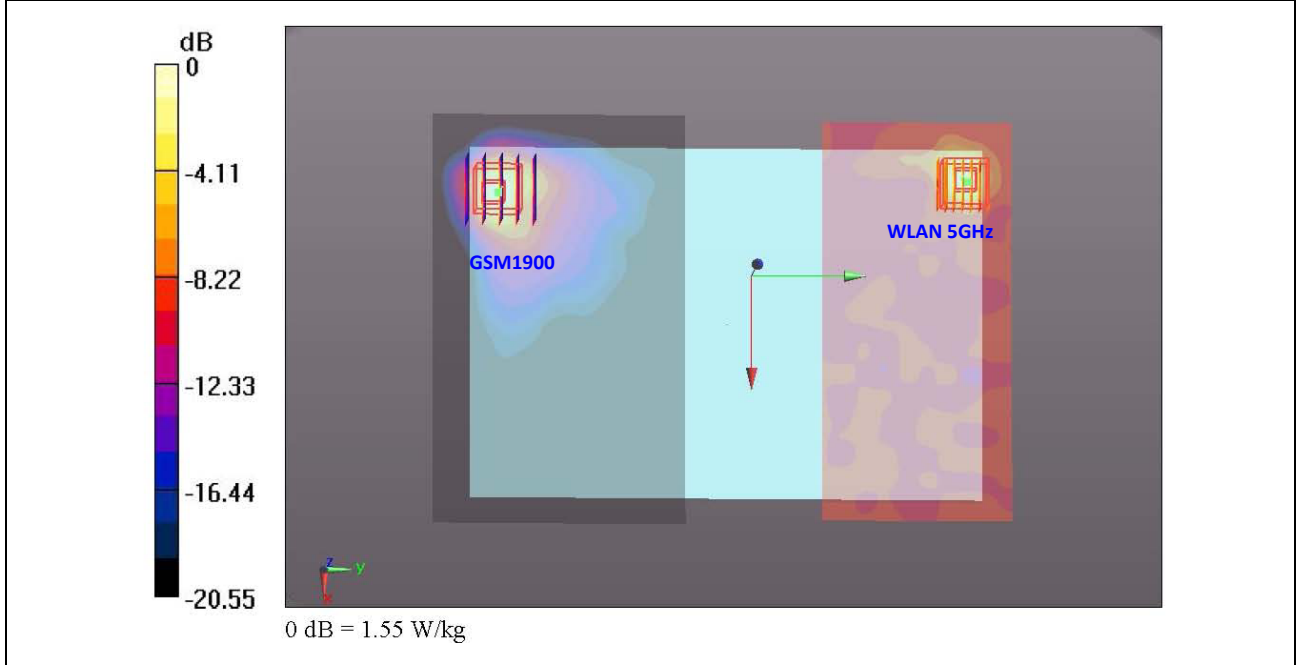 dB
0
-4.11
-8.22
-12.33
-16.44
-20.55
WLAN 5GHz
GSM1900
z
y
x
0 dB = 1.55 W/kg